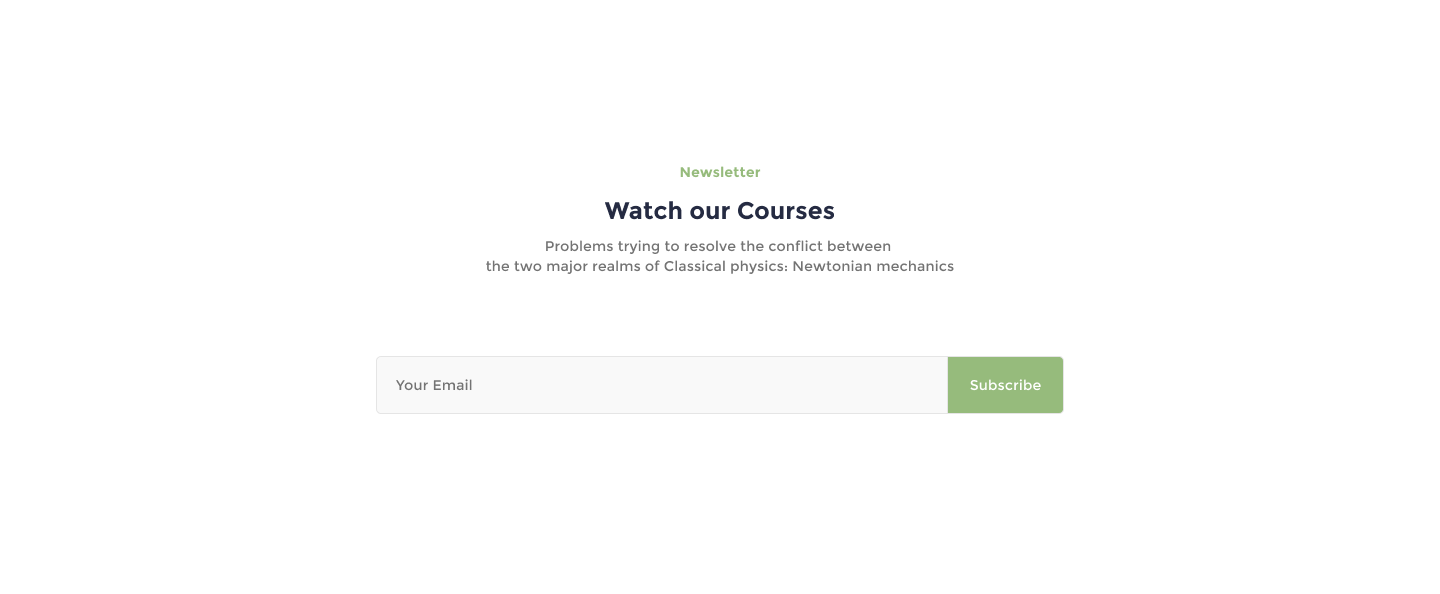 Newsletter
Watch our Courses
Problems trying to resolve the conflict between
the two major realms of Classical physics: Newtonian mechanics
Your Email
Subscribe